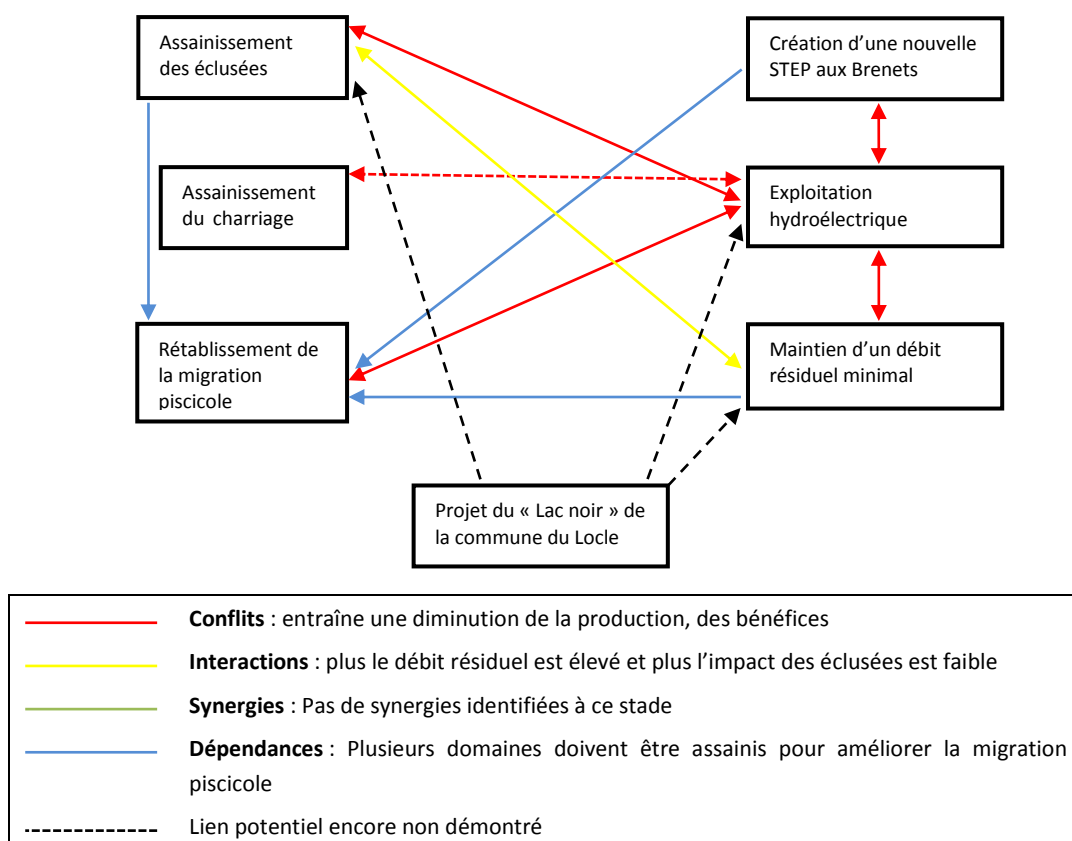 Assainissement
des éclusées
Création d’une nouvelle
STEP aux Brenets
Assainissement
du charriage
Exploitation
hydroélectrique
Rétablissement de
la migration
piscicole
Maintien d’un débit
résiduel minimal
Projet du « Lac noir » de
la commune du Locle
Conflits : entraîne une diminution de la production, des bénéfices
Interactions : plus le débit résiduel est élevé et plus l’impact des éclusées est faible
Synergies : Pas de synergies identifiées à ce stade
Dépendances : Plusieurs domaines doivent être assainis pour améliorer la migration
piscicole
Lien potentiel encore non démontré